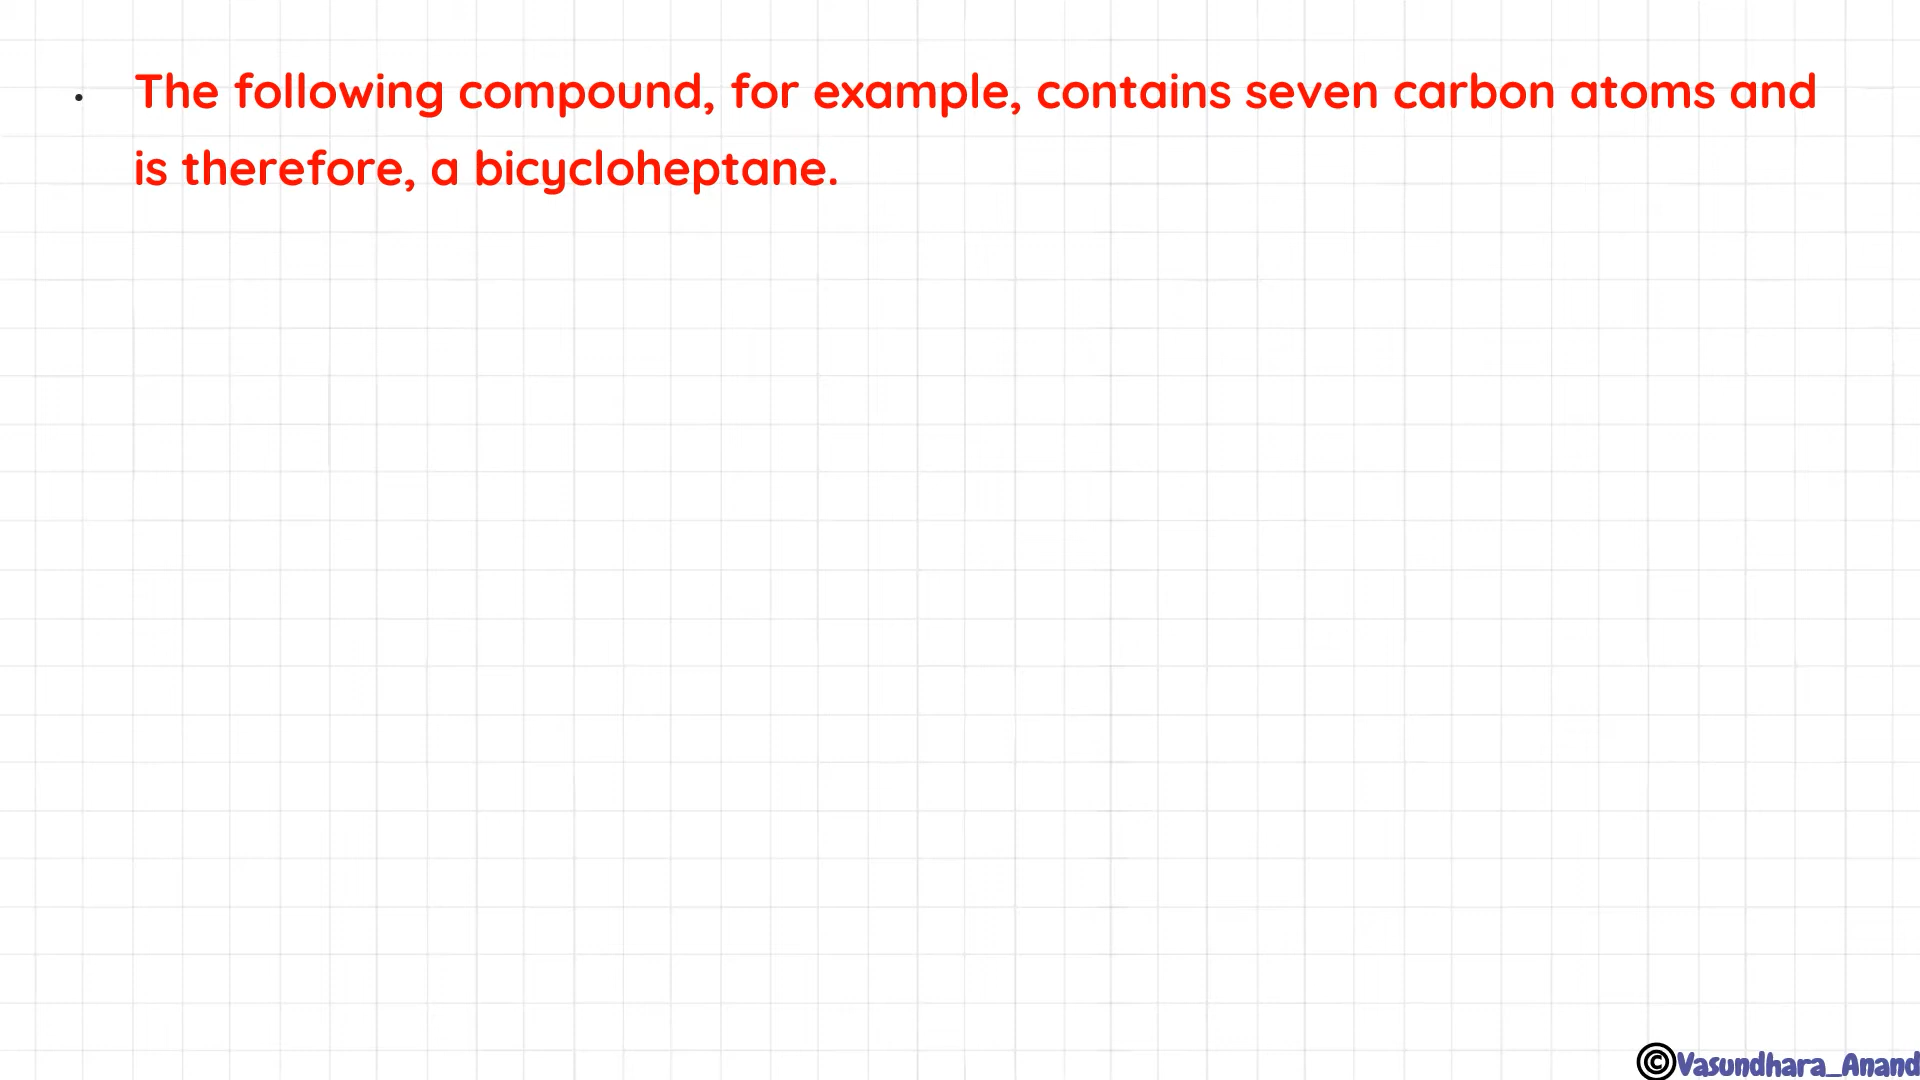 • The following compound, for example, contains seven carbon atoms and
is therefore, a bicycloheptane.
©Vasundhara_Anand